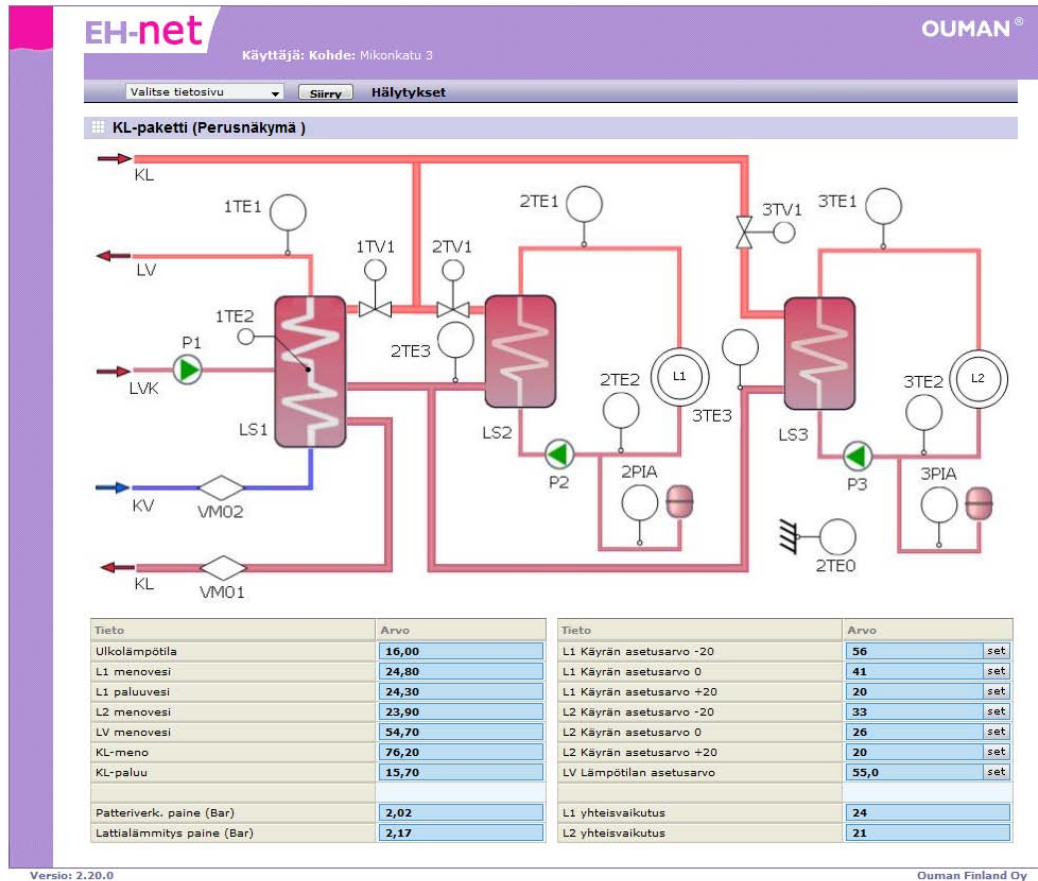 EH-net
OUMAN ®
Käyttäjä: Kohde: Mikonkatu 3
Valitse tietosivu Siirry Hälytykset
KL-paketti (Perusnäkymä )
KL
1TE1
2TE1
3TV1
3TE1
LV
1TV1
2TV1
1TE2
P1
2TE3
LVK
2TE2
L1
3TE3
3TE2
L2
LS1
LS2
LS3
P2
2PIA
P3
3PIA
KV
VM02
2TE0
KL
VM01
Tieto Arvo Tieto Arvo
Ulkolämpötila 16,00 L1 Käyrän asetusarvo -20 56 set
L1 menovesi 24,80 L1 Käyrän asetusarvo 0 41 set
L1 paluuvesi 24,30 L1 Käyrän asetusarvo +20 20 set
L2 menovesi 23,90 L2 Käyrän asetusarvo -20 33 set
LV menovesi 54,70 L2 Käyrän asetusarvo 0 26 set
KL-meno 76,20 L2 Käyrän asetusarvo +20 20 set
KL-paluu 15,70 LV Lämpötilan asetusarvo 55,0 set
Patteriverk. paine (Bar) 2,02 L1 yhteisvaikutus 24
Lattialämmitys paine (Bar) 2,17 L2 yhteisvaikutus 21
Versio: 2.20.0 Ouman Finland Oy